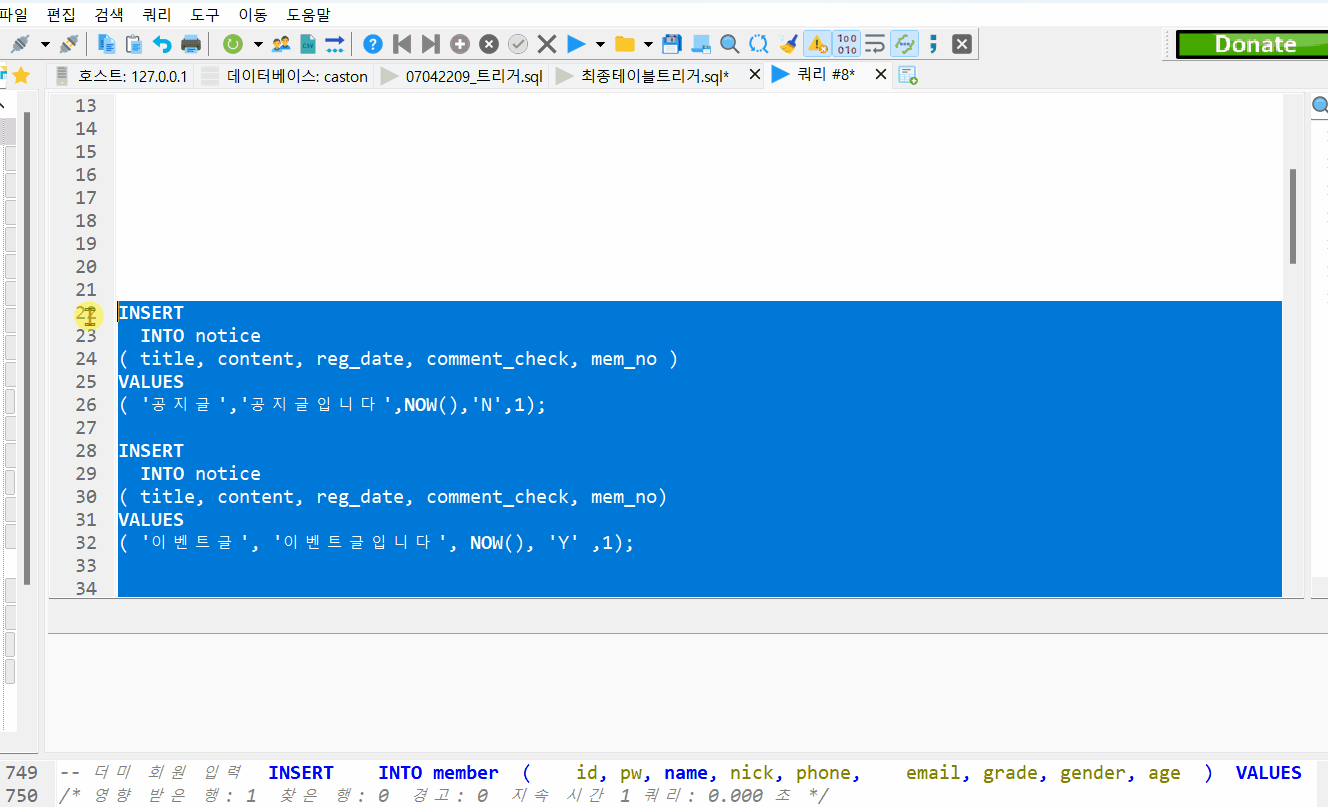 파일 편집 검색 쿼리 도구 이동 도움말
Donate
호스트: 127.0.0.1 데이터베이스: caston 07042209_트리거.sql 최종테이블트리거.sql* 쿼리 #8*
13
14
15
16
17
18
19
20
21
22 INSERT
23 INTO notice
24 ( title, content, reg_date, comment_check, mem_no )
25 VALUES
26 ( '공지글','공지글입니다',NOW(),'N',1);
27
28 INSERT
29 INTO notice
30 ( title, content, reg_date, comment_check, mem_no)
31 VALUES
32 ( '이벤트글', '이벤트글입니다', NOW(), 'Y' ,1);
33
34
749 -- 더미 회원 입력 INSERT INTO member ( id, pw, name, nick, phone, email, grade, gender, age ) VALUES
750 /* 영향 받은 행: 1 찾은 행: 0 경고: 0 지속 시간 1 쿼리: 0.000 초 */